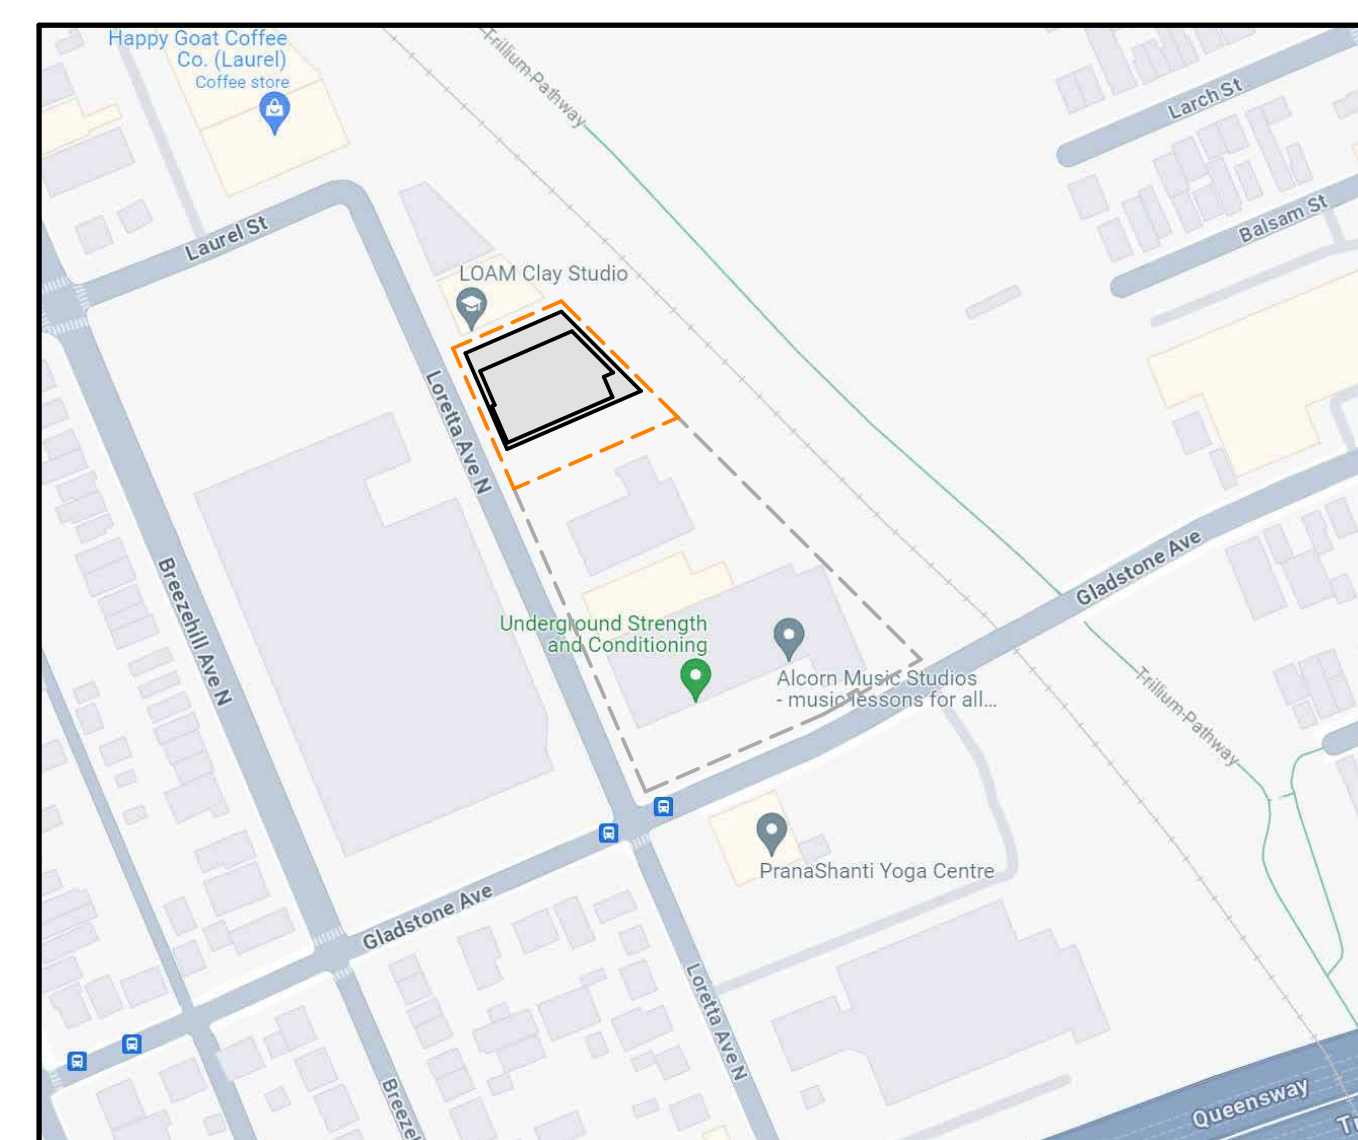 Happy Goat Coffee
Co. (Laurel)
Coffee store
Trillium-Pathway
Larch St
Balsam St
Laurel St
LOAM Clay Studio
Loretta Ave N
Breezehill Ave N
Gladstone Ave
Underground Strength
and Conditioning
Alcorn Music Studios
- music lessons for all...
Trillium-Pathway
PranaShanti Yoga Centre
Gladstone Ave
Loretta Ave N
Breezel
Queensway
Tr